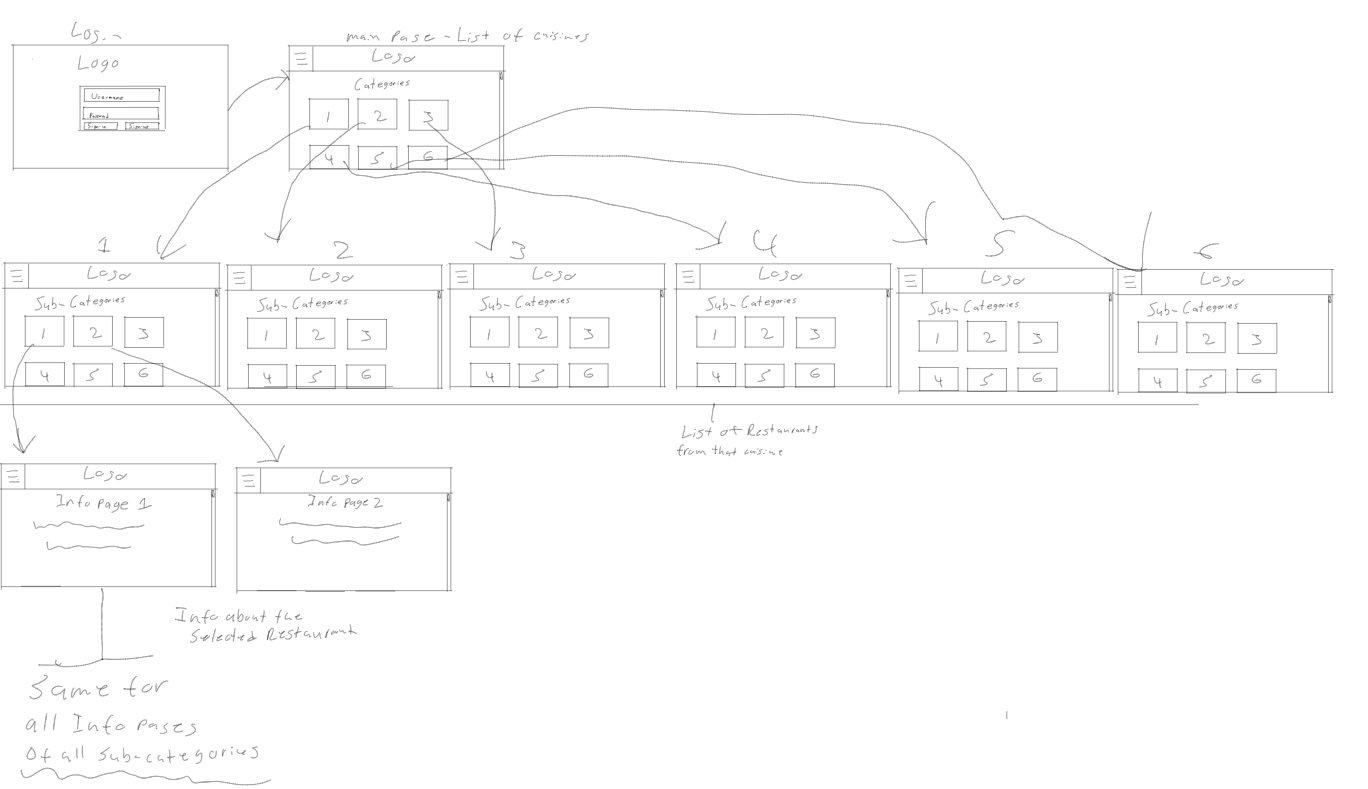 Login
main page - List of cuisines
Logo
Logo
Username
Password
Sign in Sign up
Categories
1 2 3
4 5 6
1 2 3 4 5 6
Logo Logo Logo Logo Logo Logo
Sub-Categories Sub-Categories Sub-Categories Sub-Categories Sub-Categories Sub-Categories
1 2 3 1 2 3 1 2 3 1 2 3 1 2 3 1 2 3
4 5 6 4 5 6 4 5 6 4 5 6 4 5 6 4 5 6
List of Restaurants
from that cuisine
Logo Logo
Info page 1 Info page 2
Info about the
Selected Restaurant
Same for
all Info pages
Of all Sub-categories